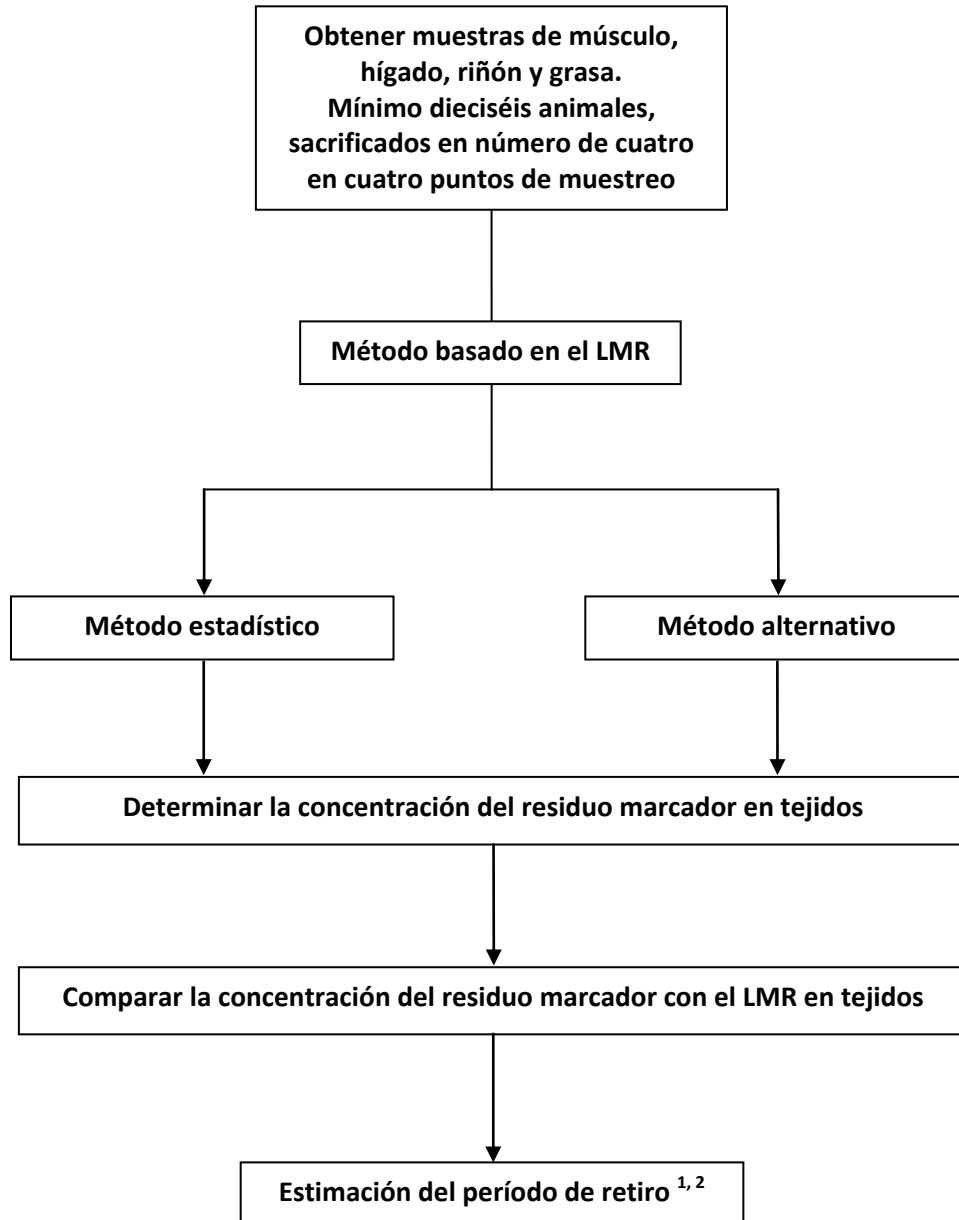 Obtener muestras de músculo,
hígado, riñón y grasa.
Mínimo dieciséis animales,
sacrificados en número de cuatro
en cuatro puntos de muestreo
Método basado en el LMR
Método estadístico
Método alternativo
Determinar la concentración del residuo marcador en tejidos
Comparar la concentración del residuo marcador con el LMR en tejidos
Estimación del período de retiro 1, 2